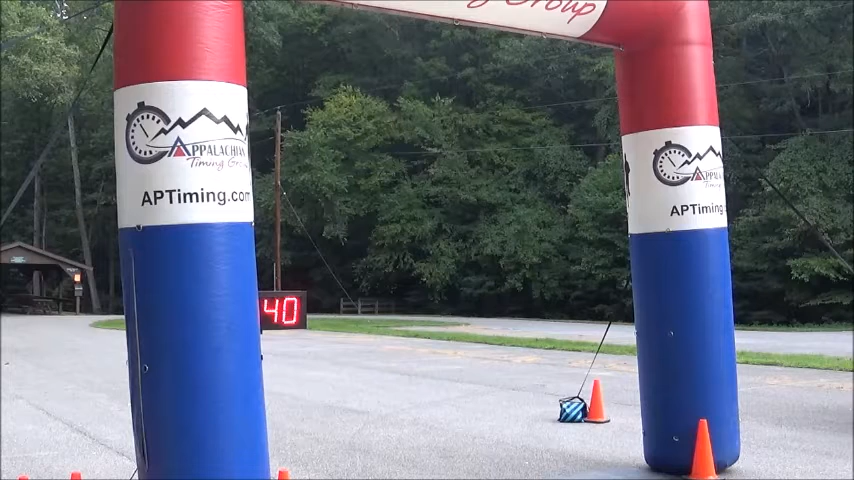 Group
APPALACHIAN
Timing Group
APTiming.com
APPALACHIAN
Timing
APTiming
:40